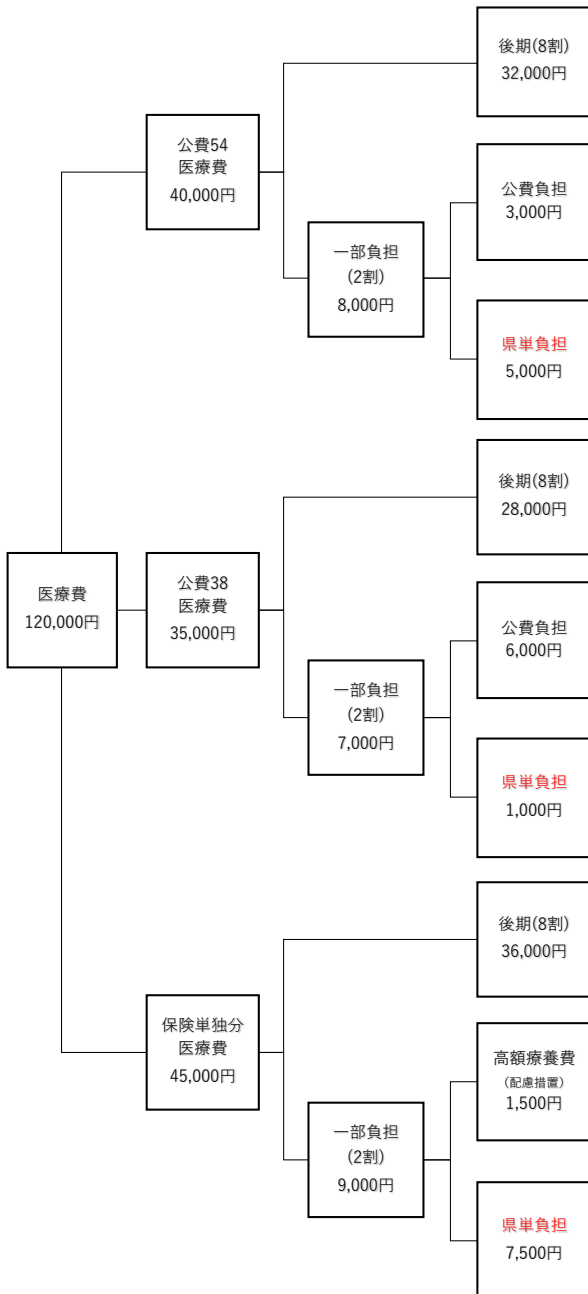 後期(8割)
32,000円
公費54
医療費
40,000円
公費負担
3,000円
一部負担
(2割)
8,000円
県単負担
5,000円
後期(8割)
28,000円
医療費
120,000円
公費38
医療費
35,000円
公費負担
6,000円
一部負担
(2割)
7,000円
県単負担
1,000円
後期(8割)
36,000円
保険単独分
医療費
45,000円
高額療養費
(配慮措置)
1,500円
一部負担
(2割)
9,000円
県単負担
7,500円